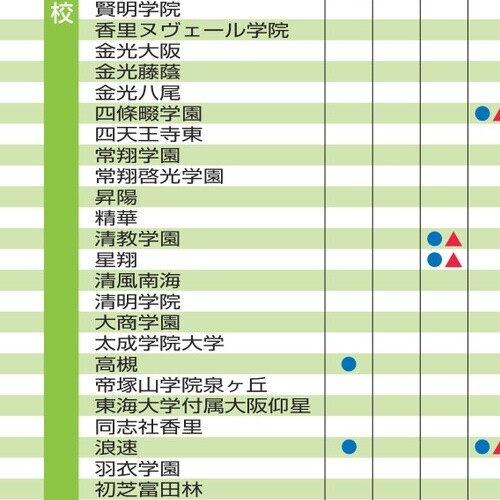 校
賢明学院
香里ヌヴェール学院
金光大阪
金光藤蔭
金光八尾
四條畷学園
四天王寺東
常翔学園
常翔啓光学園
昇陽
精華
清教学園
星翔
清風南海
清明学院
大商学園
太成学院大学
高槻
帝塚山学院泉ヶ丘
東海大学付属大阪仰星
同志社香里
浪速
羽衣学園
初芝富田林